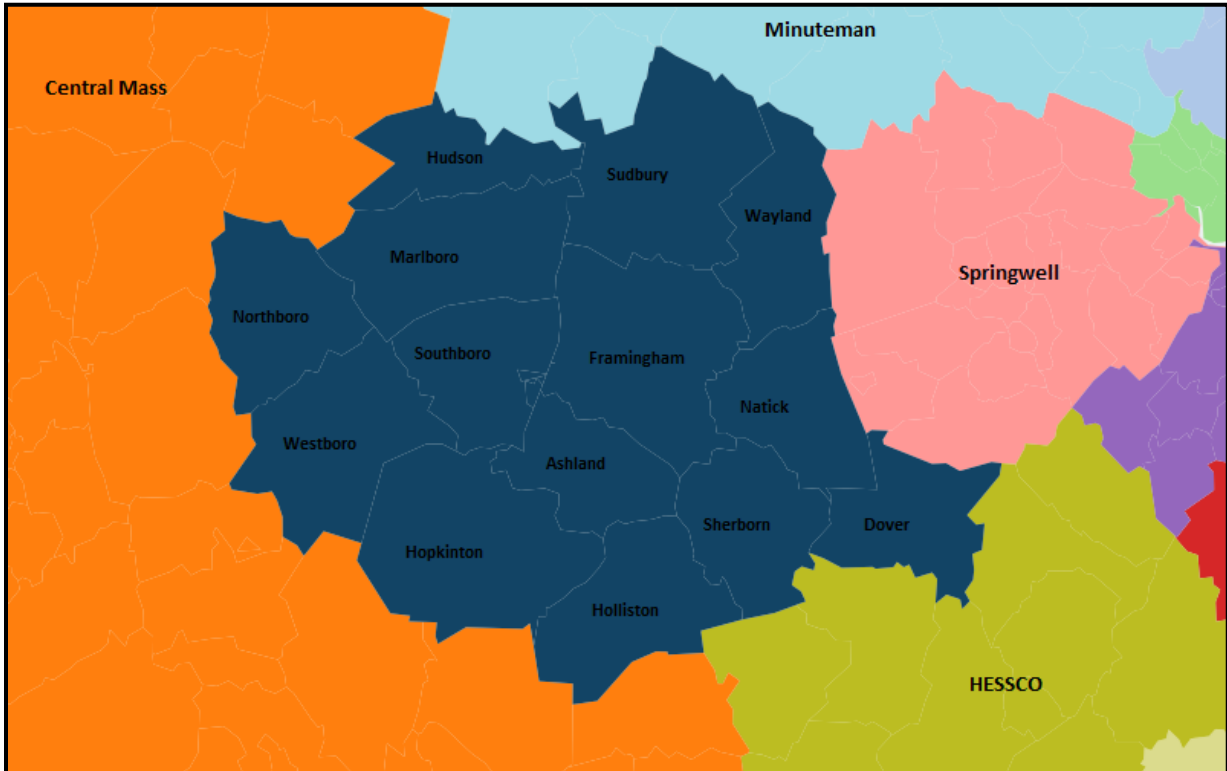 Minuteman
Central Mass
Hudson
Sudbury
Wayland
Marlboro
Springwell
Northboro
Southboro
Framingham
Natick
Westboro
Ashland
Sherborn
Dover
Hopkinton
Holliston
HESSCO